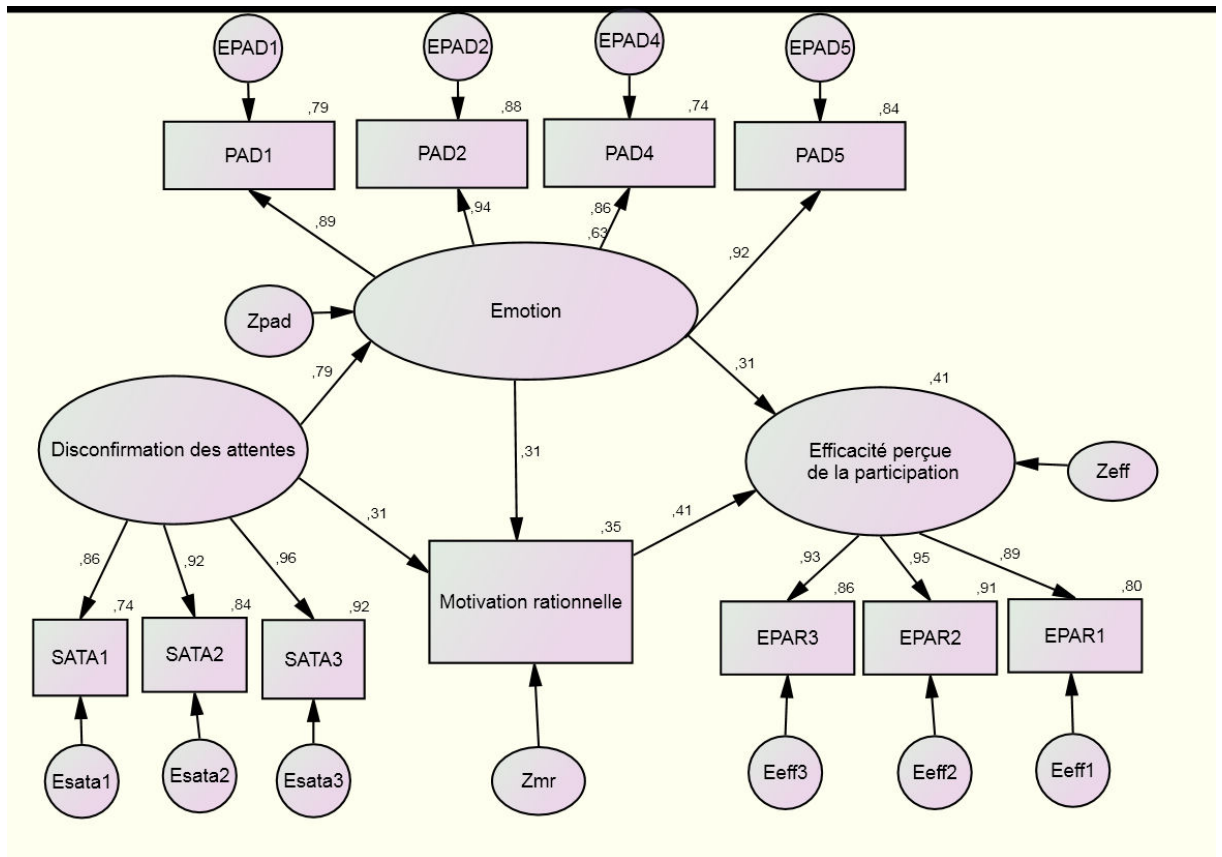 EPAD1
EPAD2
EPAD4
EPAD5
,79
,88
,74
,84
PAD1
PAD2
PAD4
PAD5
,89
,94
,86
,63
,92
Zpad
Emotion
,79
,31
,41
Disconfirmation des attentes
,31
Efficacité perçue
de la participation
Zeff
,31
,35
,41
,86
,92
,96
,93
,95
,89
,74
,84
,92
Motivation rationnelle
,86
,91
,80
SATA1
SATA2
SATA3
EPAR3
EPAR2
EPAR1
Esata1
Esata2
Esata3
Zmr
Eeff3
Eeff2
Eeff1